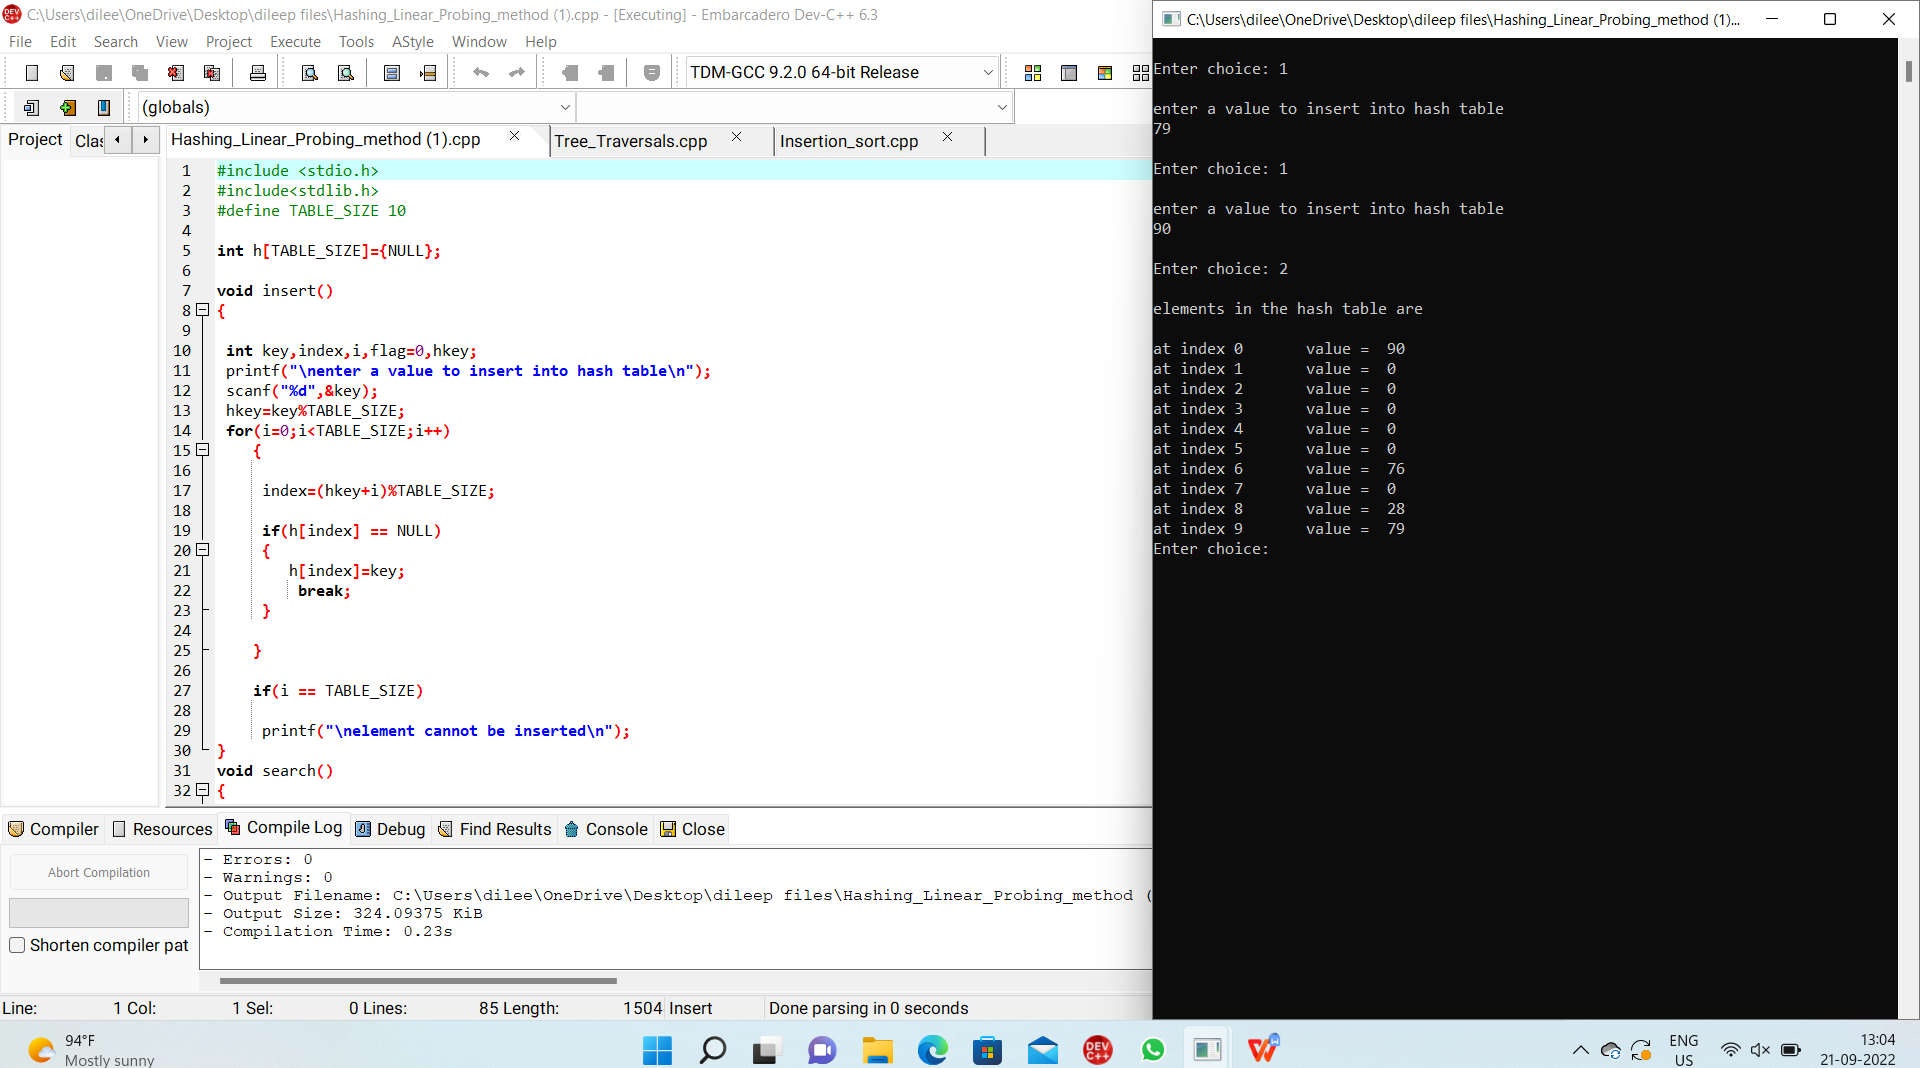 C:\Users\dilee\OneDrive\Desktop\dileep files\Hashing_Linear_Probing_method (1).cpp - [Executing] - Embarcadero Dev-C++ 6.3
File Edit Search View Project Execute Tools AStyle Window Help
TDM-GCC 9.2.0 64-bit Release
(globals)
Project Clas
Hashing_Linear_Probing_method (1).cpp Tree_Traversals.cpp Insertion_sort.cpp
1 #include <stdio.h>
2 #include<stdlib.h>
3 #define TABLE_SIZE 10
4
5 int h[TABLE_SIZE]={NULL};
6
7 void insert()
8 {
9
10 int key,index,i,flag=0,hkey;
11 printf("\nenter a value to insert into hash table\n");
12 scanf("%d",&key);
13 hkey=key%TABLE_SIZE;
14 for(i=0;i<TABLE_SIZE;i++)
15 {
16
17 index=(hkey+i)%TABLE_SIZE;
18
19 if(h[index] == NULL)
20 {
21 h[index]=key;
22 break;
23 }
24
25 }
26
27 if(i == TABLE_SIZE)
28
29 printf("\nelement cannot be inserted\n");
30 }
31 void search()
32 {
Compiler Resources Compile Log Debug Find Results Console Close
Abort Compilation
Shorten compiler pat
- Errors: 0
- Warnings: 0
- Output Filename: C:\Users\dilee\OneDrive\Desktop\dileep files\Hashing_Linear_Probing_method (
- Output Size: 324.09375 KiB
- Compilation Time: 0.23s
Line: 1 Col: 1 Sel: 0 Lines: 85 Length: 1504 Insert Done parsing in 0 seconds
C:\Users\dilee\OneDrive\Desktop\dileep files\Hashing_Linear_Probing_method (1)...
Enter choice: 1
enter a value to insert into hash table
79
Enter choice: 1
enter a value to insert into hash table
90
Enter choice: 2
elements in the hash table are
at index 0 value = 90
at index 1 value = 0
at index 2 value = 0
at index 3 value = 0
at index 4 value = 0
at index 5 value = 0
at index 6 value = 76
at index 7 value = 0
at index 8 value = 28
at index 9 value = 79
Enter choice:
94°F
Mostly sunny
DEV C++
ENG
US
13:04
21-09-2022